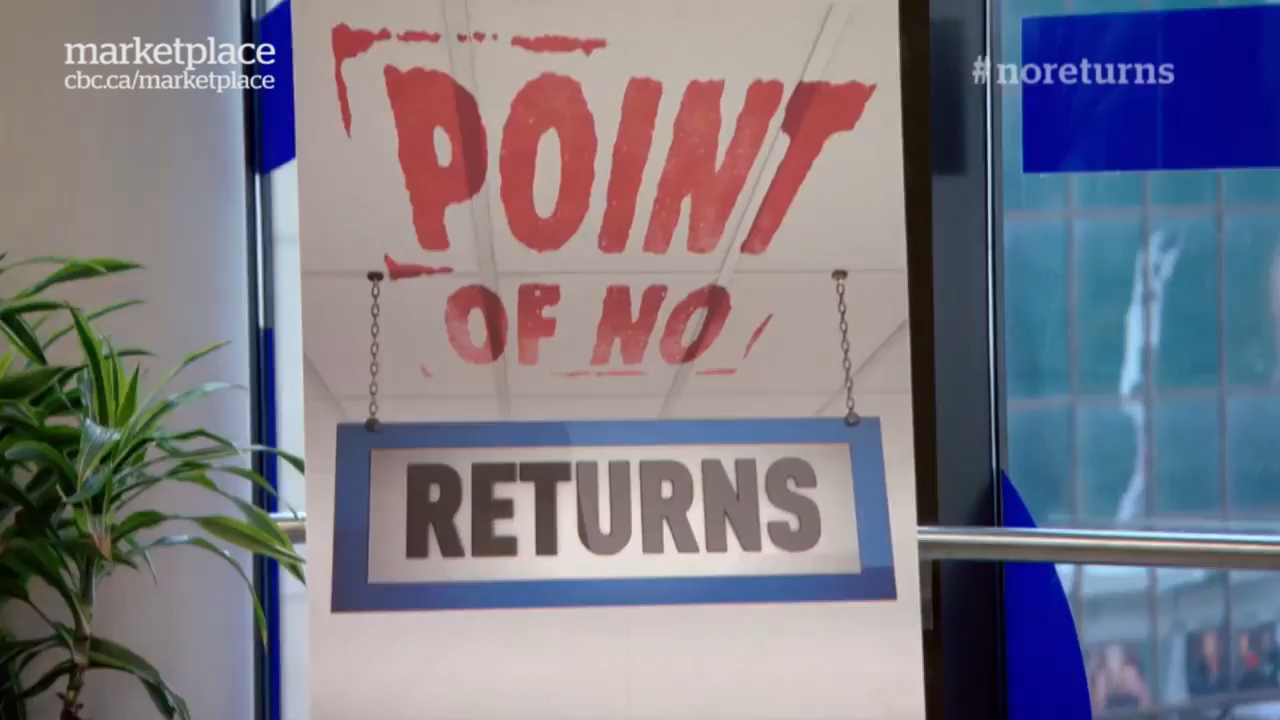 marketplace
cbc.ca/marketplace
#noreturns
POINT
OF NO
RETURNS